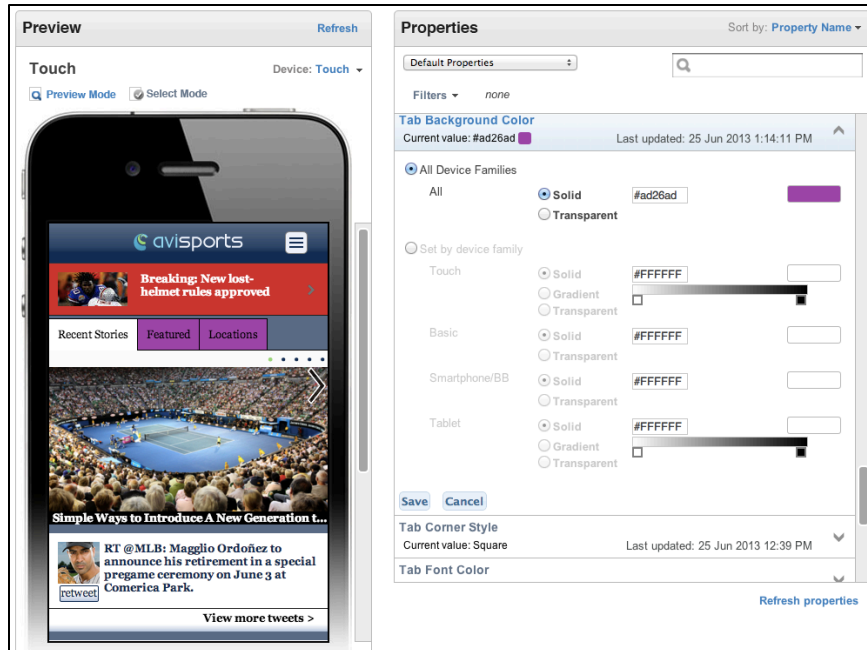 Preview
Refresh
Touch
Device: Touch
Preview Mode
Select Mode
avisports
Breaking: New lost-
helmet rules approved
Recent Stories
Featured
Locations
Simple Ways to Introduce A New Generation t...
RT @MLB: Magglio Ordoñez to
announce his retirement in a special
pregame ceremony on June 3 at
Comerica Park.
retweet
View more tweets >
Properties
Sort by: Property Name
Default Properties
Filters
none
Tab Background Color
Current value: #ad26ad
Last updated: 25 Jun 2013 1:14:11 PM
All Device Families
All
Solid
#ad26ad
Transparent
Set by device family
Touch
Solid
#FFFFFF
Gradient
Transparent
Basic
Solid
#FFFFFF
Transparent
Smartphone/BB
Solid
#FFFFFF
Transparent
Tablet
Solid
#FFFFFF
Gradient
Transparent
Save
Cancel
Tab Corner Style
Current value: Square
Last updated: 25 Jun 2013 12:39 PM
Tab Font Color
Refresh properties